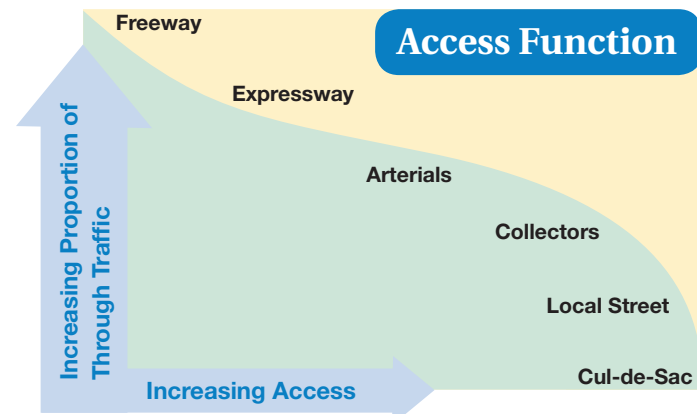 Access Function
Freeway
Expressway
Arterials
Collectors
Local Street
Cul-de-Sac
Increasing Proportion of
Through Traffic
Increasing Access